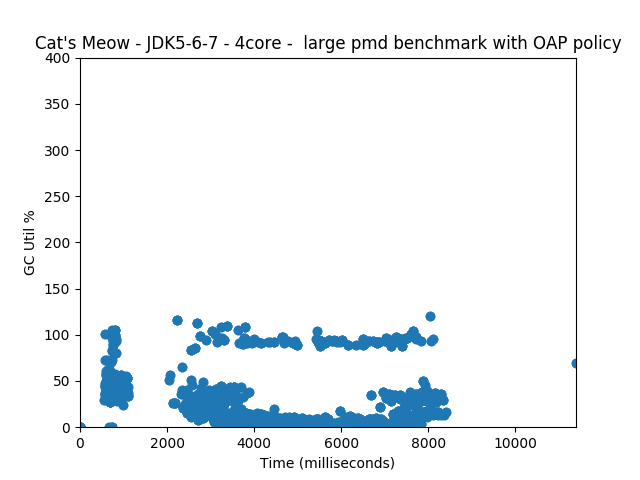 Cat's Meow - JDK5-6-7 - 4core -  large pmd benchmark with OAP policy
400
350
300
250
200
150
100
50
0
GC Util %
0 2000 4000 6000 8000 10000
Time (milliseconds)